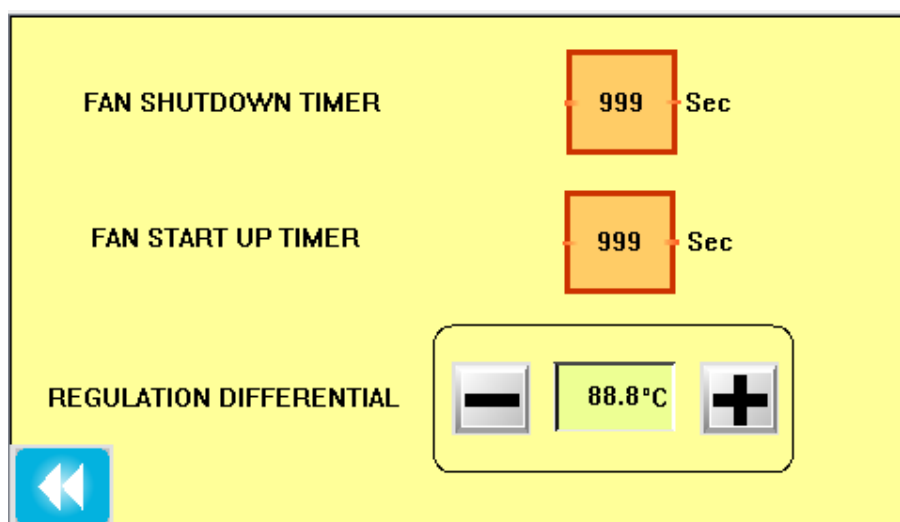 FAN SHUTDOWN TIMER 999 Sec
FAN START UP TIMER 999 Sec
REGULATION DIFFERENTIAL 88.8°C